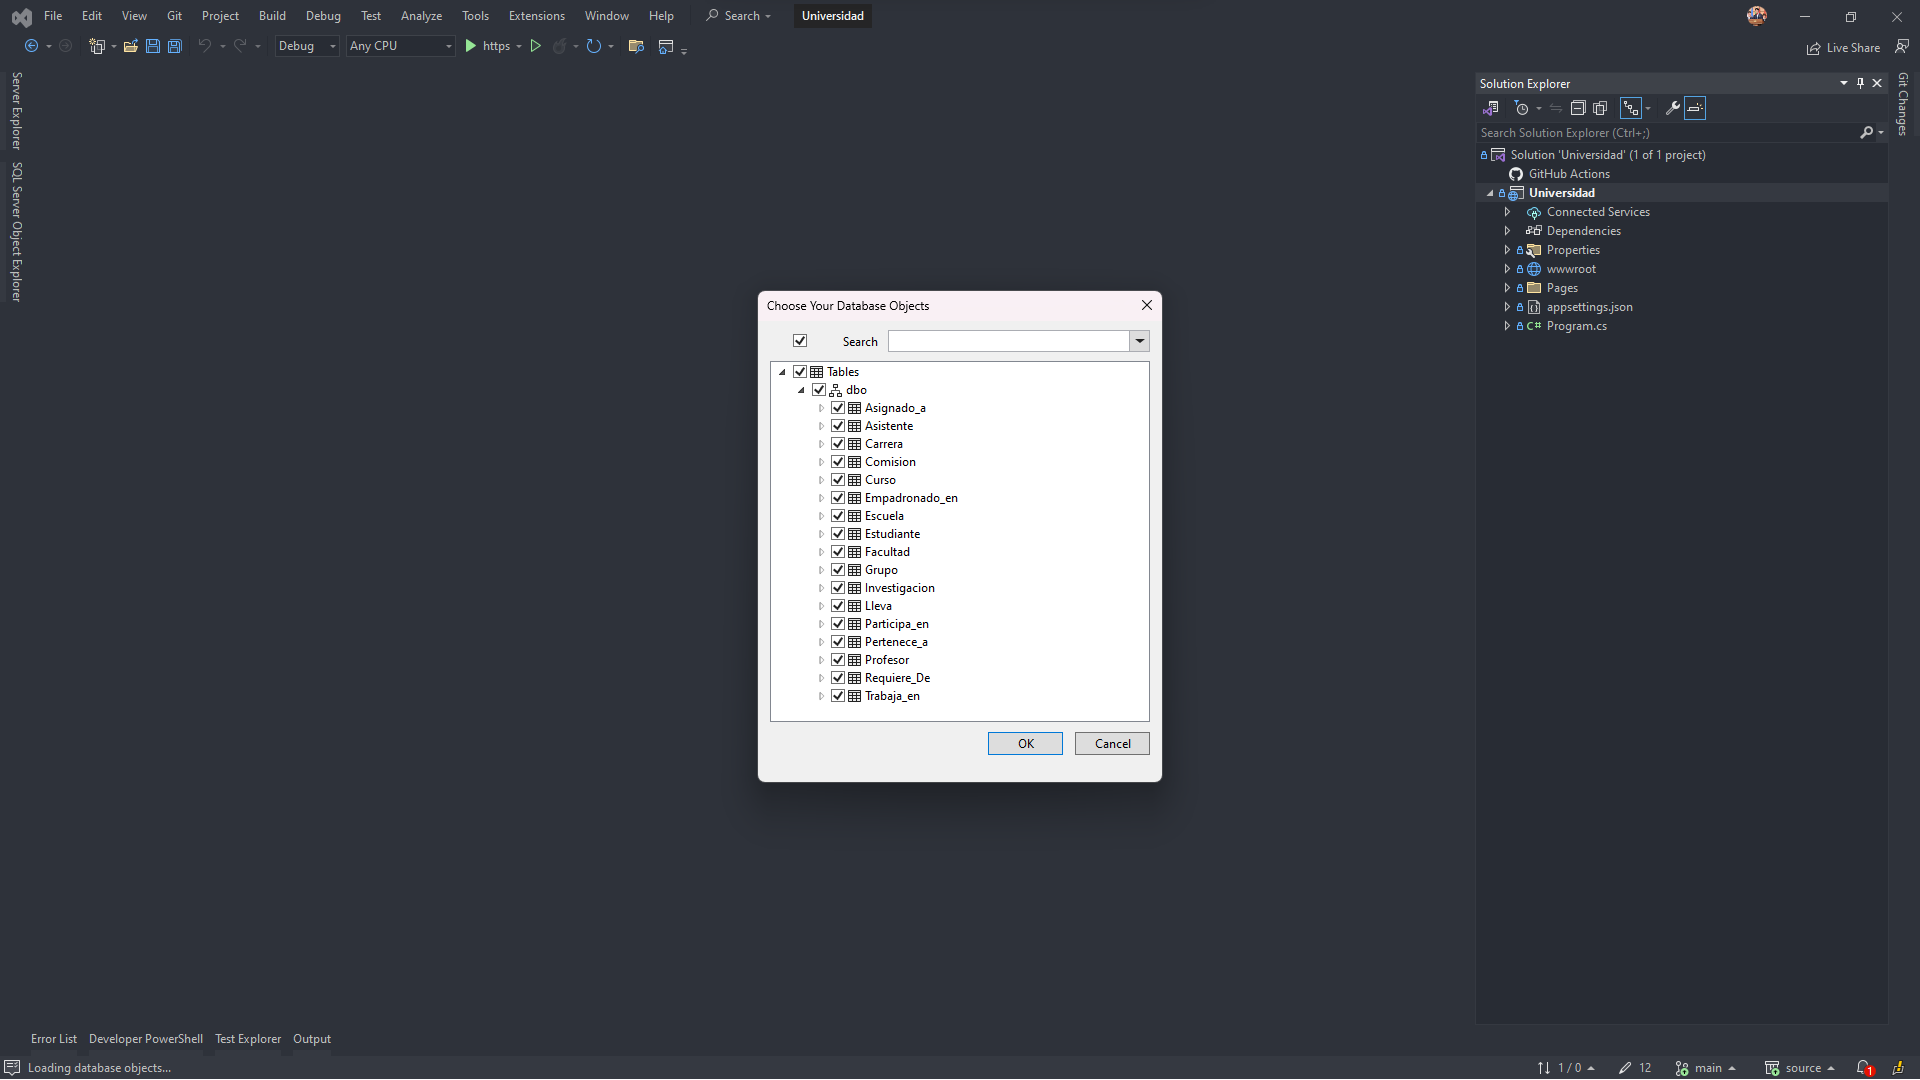 File Edit View Git Project Build Debug Test Analyze Tools Extensions Window Help Search Universidad
Debug Any CPU https Live Share
Server Explorer
SQL Server Object Explorer
Choose Your Database Objects
Search
Tables
dbo
Asignado_a
Asistente
Carrera
Comision
Curso
Empadronado_en
Escuela
Estudiante
Facultad
Grupo
Investigacion
Lleva
Participa_en
Pertenece_a
Profesor
Requiere_De
Trabaja_en
OK Cancel
Solution Explorer
Search Solution Explorer (Ctrl+;)
Solution 'Universidad' (1 of 1 project)
GitHub Actions
Universidad
Connected Services
Dependencies
Properties
wwwroot
Pages
appsettings.json
C# Program.cs
Git Changes
Error List Developer PowerShell Test Explorer Output
Loading database objects... 1 / 0 12 main source 1